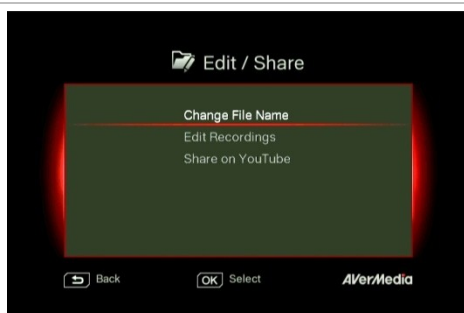 Edit / Share
Change File Name
Edit Recordings
Share on YouTube
Back
OK Select
AVerMedia